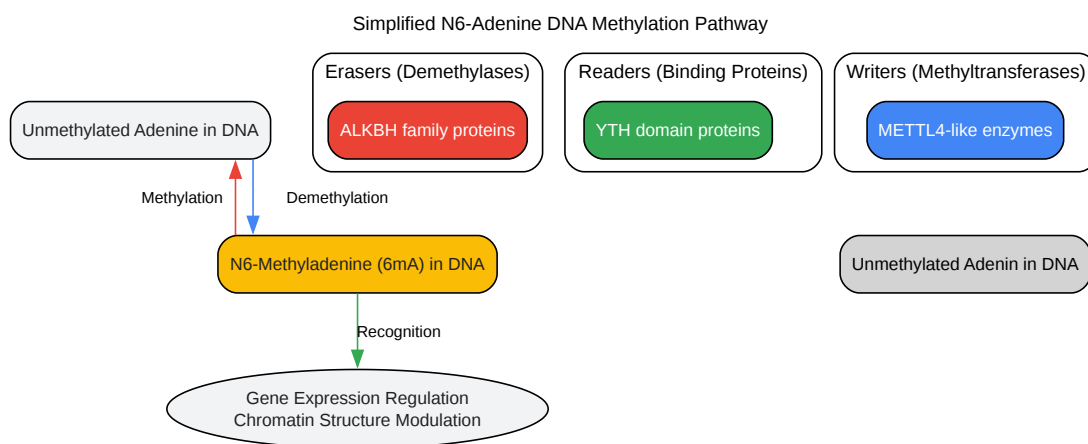 Simplified N6-Adenine DNA Methylation Pathway
Erasers (Demethylases)
Readers (Binding Proteins)
Writers (Methyltransferases)
Unmethylated Adenine in DNA
ALKBH family proteins
YTH domain proteins
METTL4-like enzymes
Methylation
Demethylation
N6-Methyladenine (6mA) in DNA
Unmethylated Adenin in DNA
Recognition
Gene Expression Regulation
Chromatin Structure Modulation